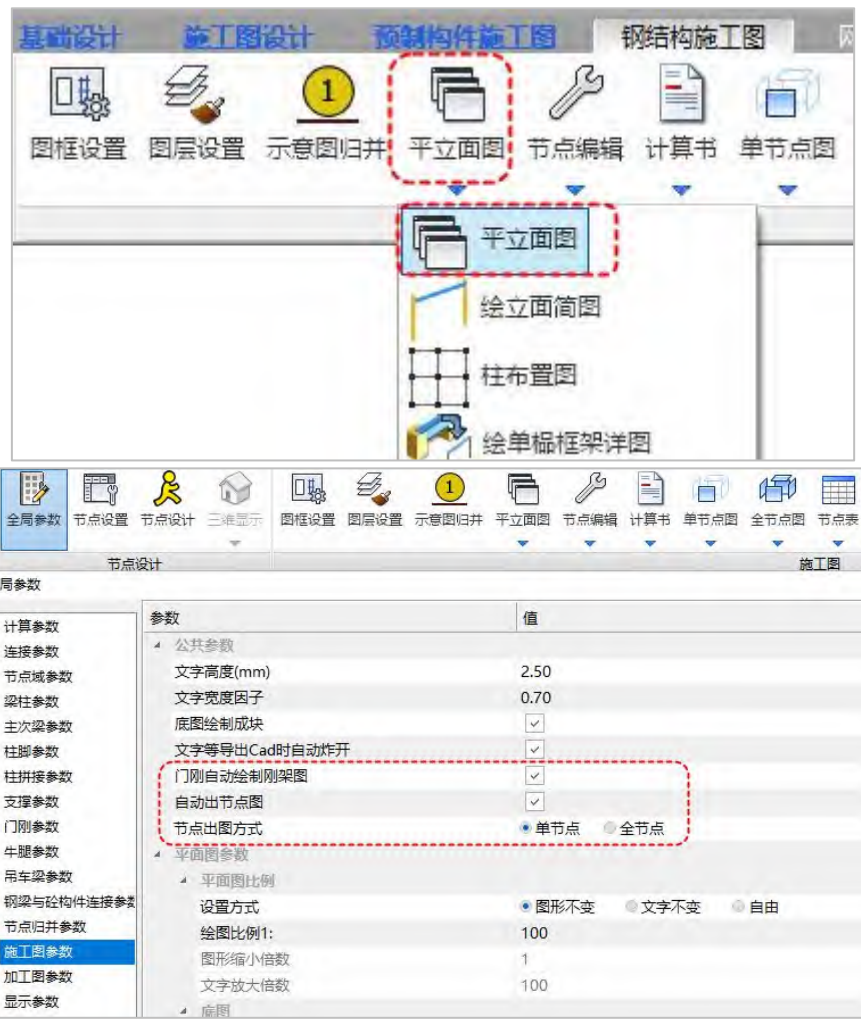 基础设计 施工图设计 预制构件施工图 钢结构施工图
图框设置 图层设置 示意图归并 平立面图 节点编辑 计算书 单节点图
1
平立面图
绘立面简图
柱布置图
绘单榀框架详图
1
全局参数 节点设置 节点设计 三维显示 图框设置 图层设置 示意图归并 平立面图 节点编辑 计算书 单节点图 全节点图 节点表
节点设计 施工图
局参数
参数 值
计算参数
连接参数
节点域参数
梁柱参数
主次梁参数
柱脚参数
柱拼接参数
支撑参数
门刚参数
牛腿参数
吊车梁参数
钢梁与砼构件连接参数
节点归并参数
施工图参数
加工图参数
显示参数
公共参数
文字高度(mm) 2.50
文字宽度因子 0.70
底图绘制成块
文字等导出Cad时自动炸开
门刚自动绘制刚架图
自动出节点图
节点出图方式 单节点 全节点
平面图参数
平面图比例
设置方式 图形不变 文字不变 自由
绘图比例1: 100
图形缩小倍数 1
文字放大倍数 100
底图